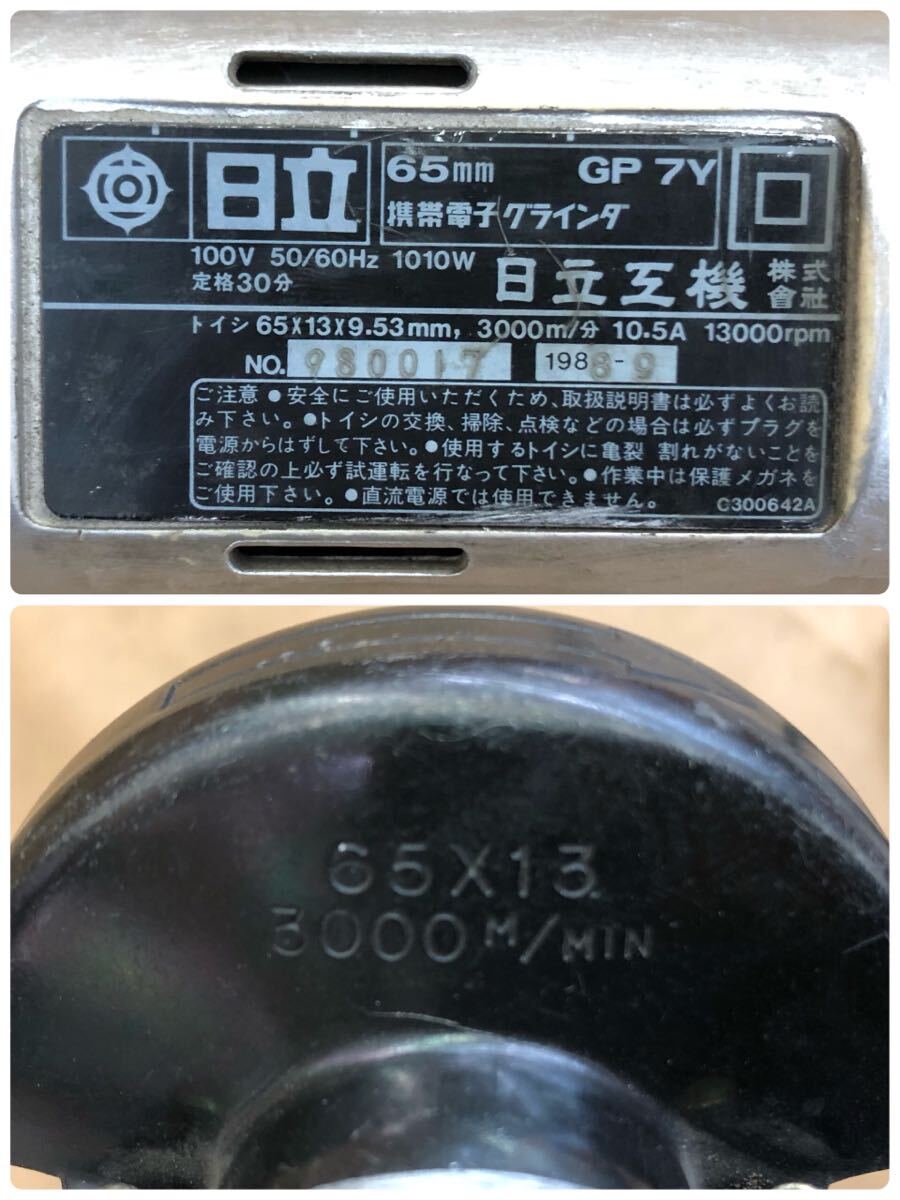 日立
65mm GP 7Y
携帯電子グラインダ
100V 50/60Hz 1010W
定格30分
日立工機 株式會社
トイシ 65X13X9.53mm, 3000m/分 10.5A 13000rpm
NO. 980017 1988-9
ご注意 ●安全にご使用いただくため、取扱説明書は必ずよくお読
み下さい。●トイシの交換、掃除、点検などの場合は必ずプラグを
電源からはずして下さい。●使用するトイシに亀裂 割れがないことを
ご確認の上必ず試運転を行なって下さい。●作業中は保護メガネを
ご使用下さい。●直流電源では使用できません。 C300642A
65X13
3000M/MIN